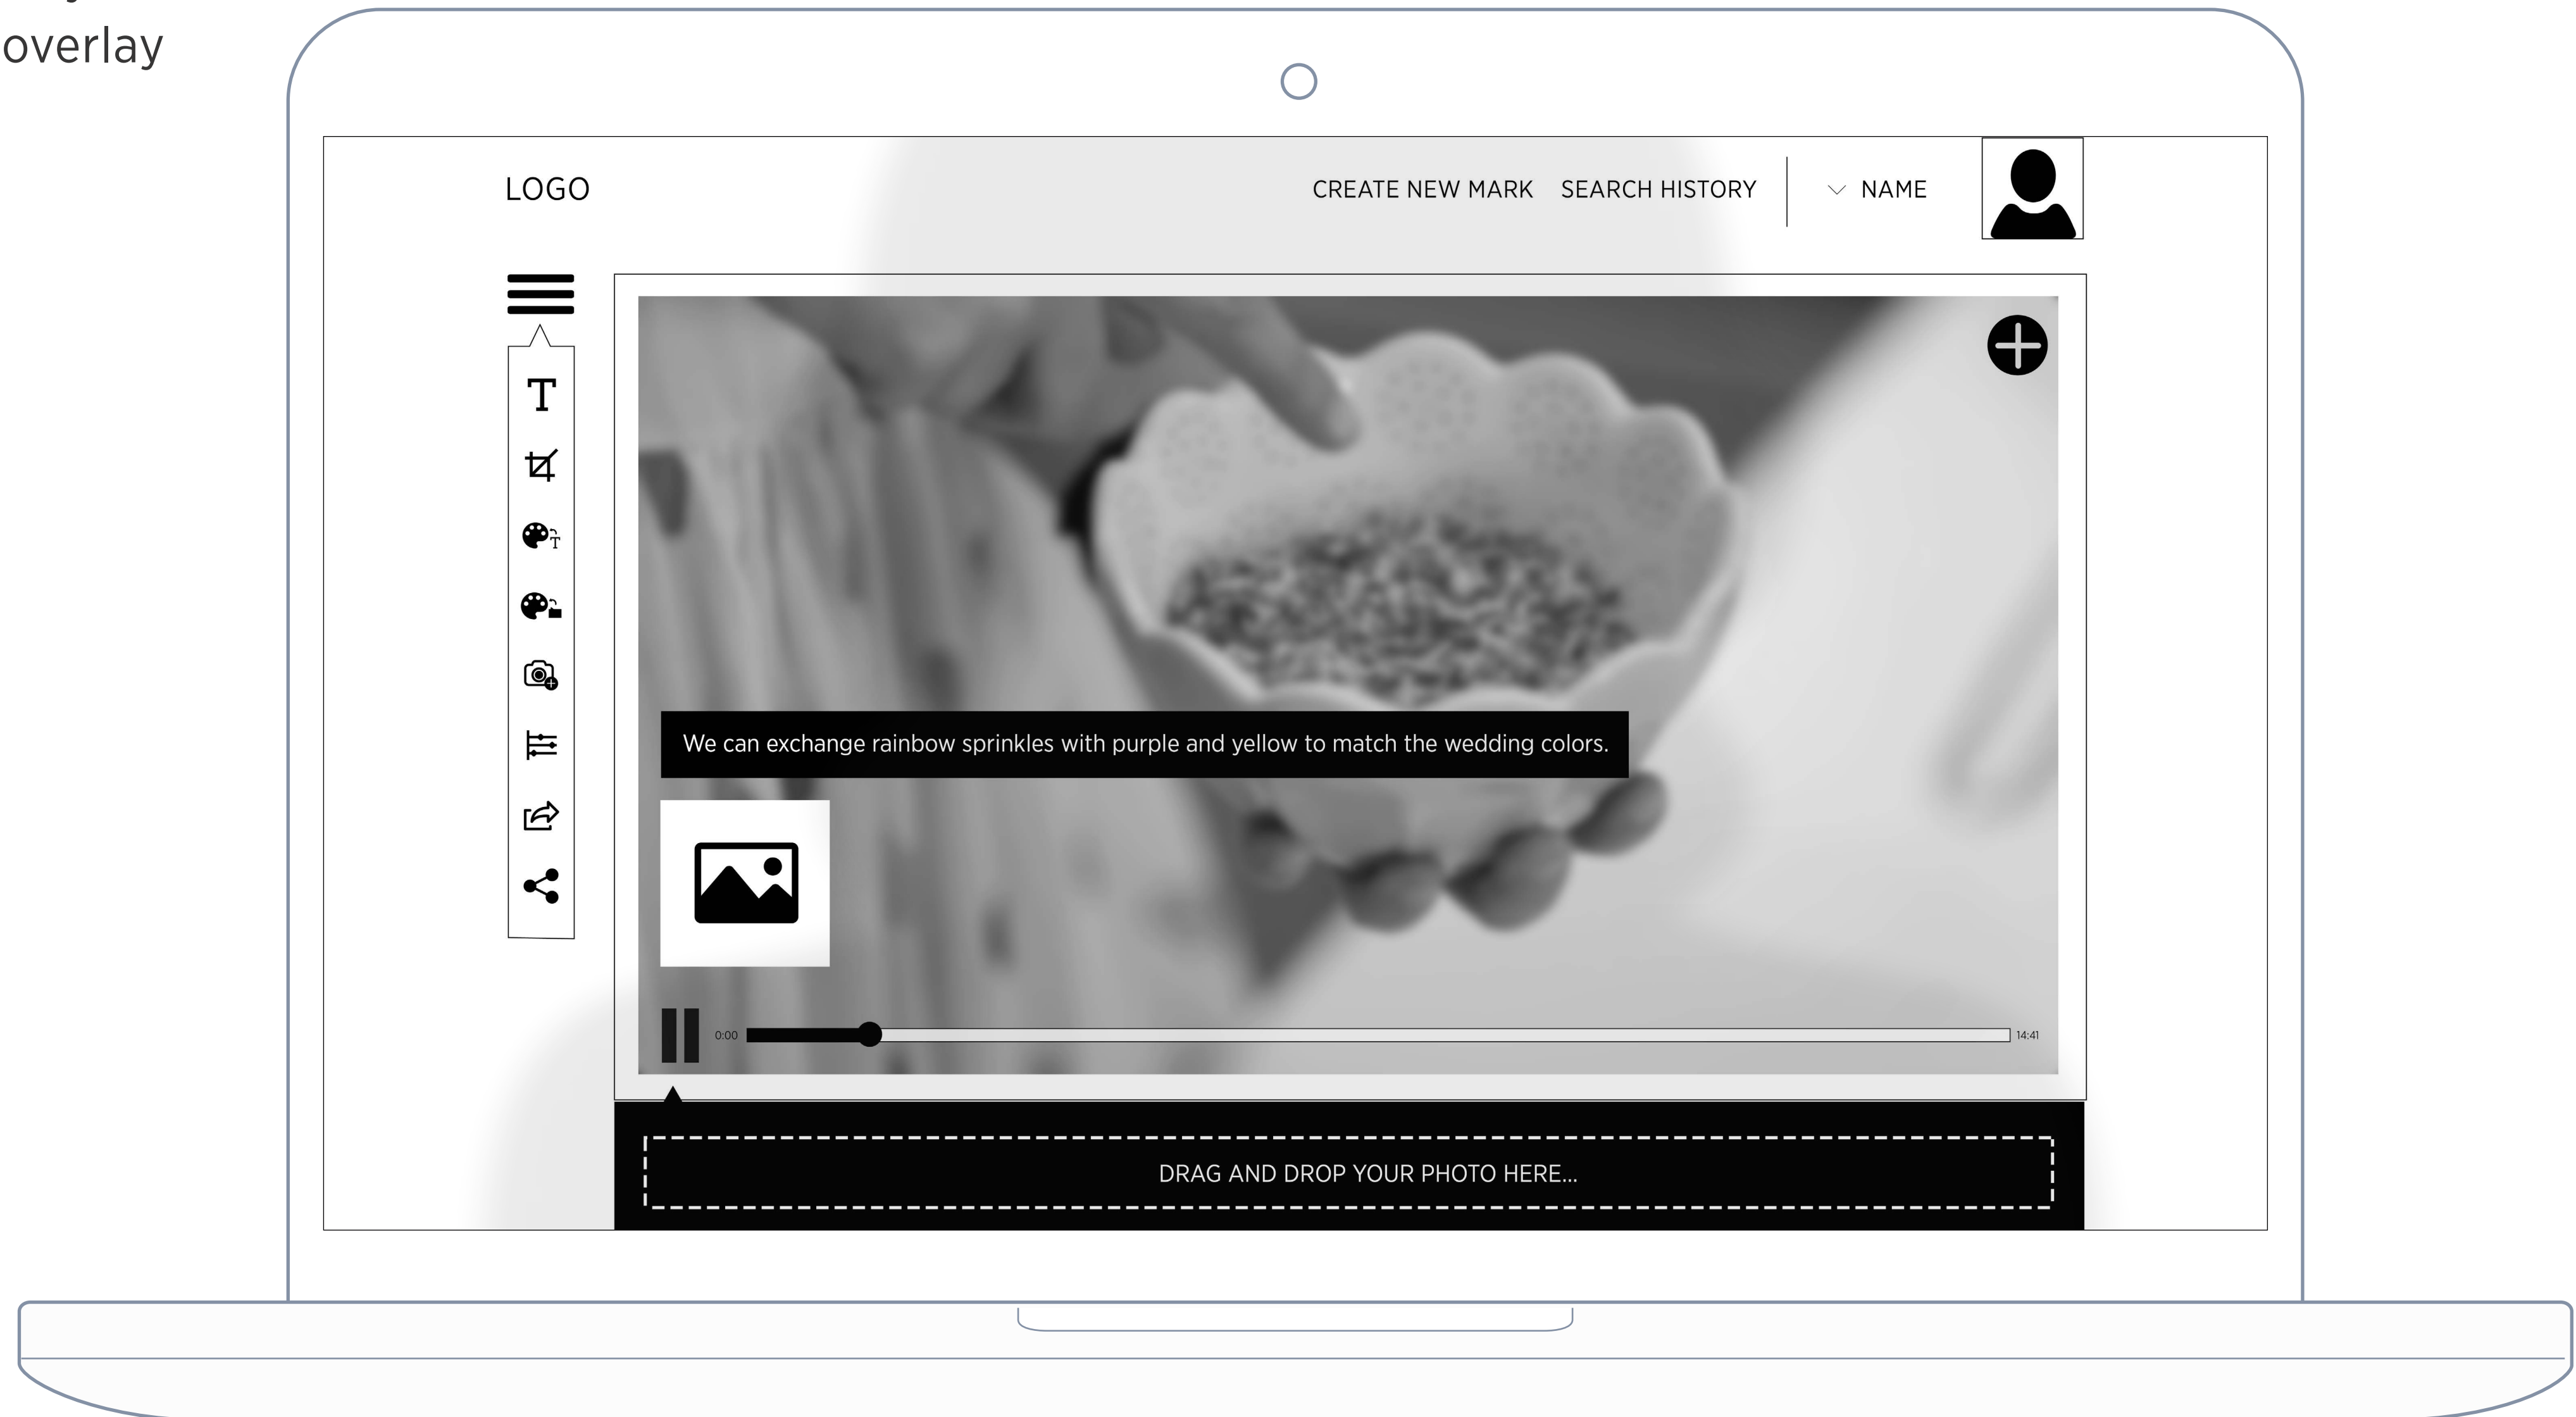 overlay
LOGO
CREATE NEW MARK
SEARCH HISTORY
NAME
T
T
We can exchange rainbow sprinkles with purple and yellow to match the wedding colors.
0:00
14:41
DRAG AND DROP YOUR PHOTO HERE...